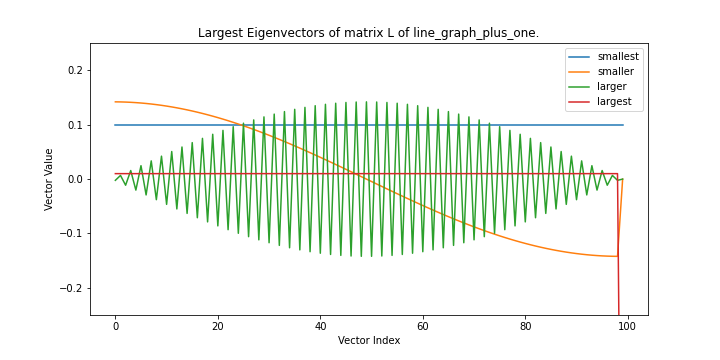 Largest Eigenvectors of matrix L of line_graph_plus_one.
smallest
smaller
larger
largest
0.2
0.1
0.0
−0.1
−0.2
Vector Value
0
20
40
60
80
100
Vector Index